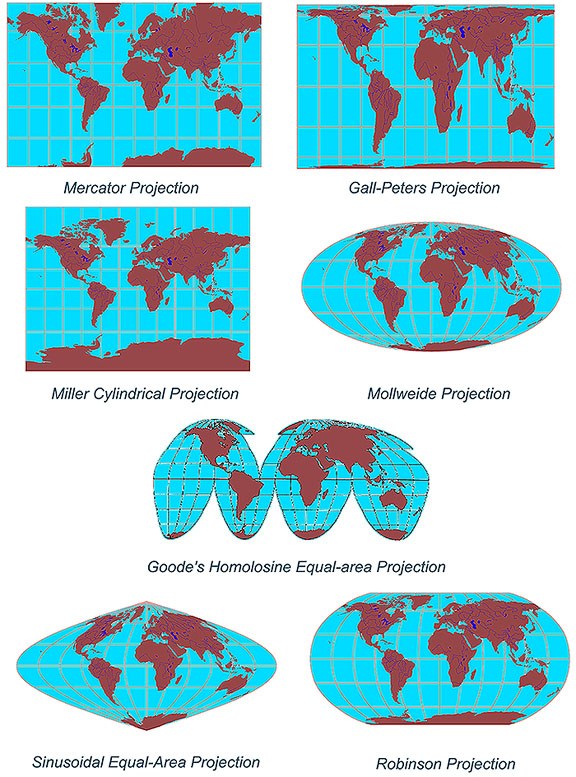 Mercator Projection
Gall-Peters Projection
Miller Cylindrical Projection
Mollweide Projection
Goode's Homolosine Equal-area Projection
Sinusoidal Equal-Area Projection
Robinson Projection